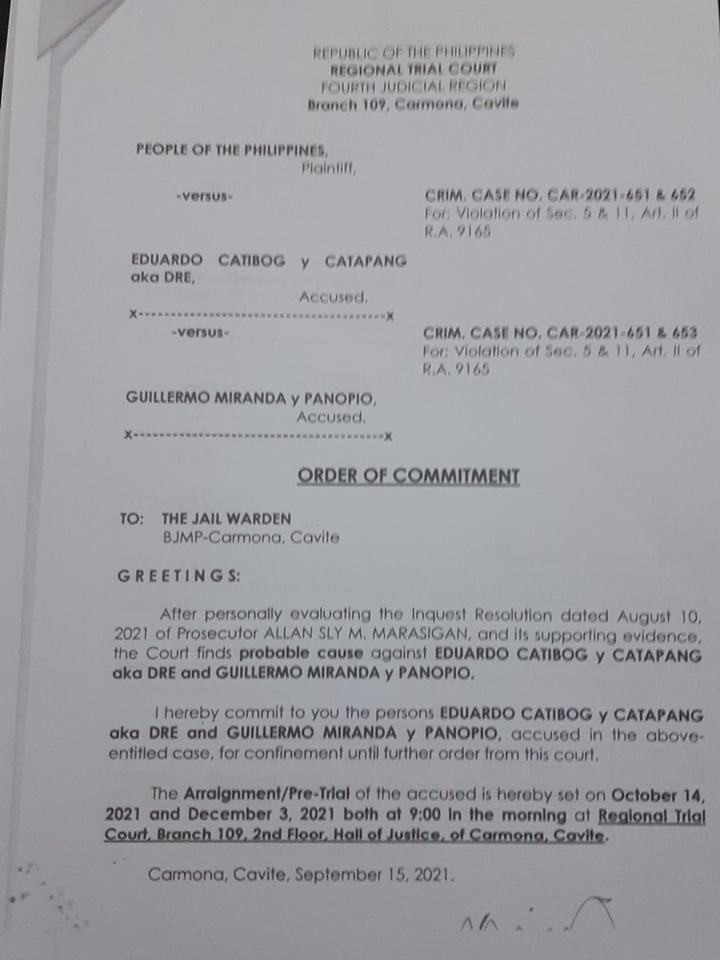 REPUBLIC OF THE PHILIPPINES
REGIONAL TRIAL COURT
FOURTH JUDICIAL REGION
Branch 109, Carmona, Cavite
PEOPLE OF THE PHILIPPINES,
Plaintiff,
-versus-
CRIM. CASE NO. CAR-2021-651 & 652
For: Violation of Sec. 5 & 11, Art. II of
R.A. 9165
EDUARDO CATIBOG y CATAPANG
aka DRE,
Accused.
x---------------------------------------x
-versus-
CRIM. CASE NO. CAR-2021-651 & 653
For: Violation of Sec. 5 & 11, Art. II of
R.A. 9165
GUILLERMO MIRANDA y PANOPIO,
Accused.
x---------------------------------------x
ORDER OF COMMITMENT
TO: THE JAIL WARDEN
BJMP-Carmona, Cavite
GREETINGS:
After personally evaluating the Inquest Resolution dated August 10,
2021 of Prosecutor ALLAN SLY M. MARASIGAN, and its supporting evidence,
the Court finds probable cause against EDUARDO CATIBOG y CATAPANG
aka DRE and GUILLERMO MIRANDA y PANOPIO.
I hereby commit to you the persons EDUARDO CATIBOG y CATAPANG
aka DRE and GUILLERMO MIRANDA y PANOPIO, accused in the above-
entitled case, for confinement until further order from this court.
The Arraignment/Pre-Trial of the accused is hereby set on October 14,
2021 and December 3, 2021 both at 9:00 in the morning at Regional Trial
Court, Branch 109, 2nd Floor, Hall of Justice, of Carmona, Cavite.
Carmona, Cavite, September 15, 2021.